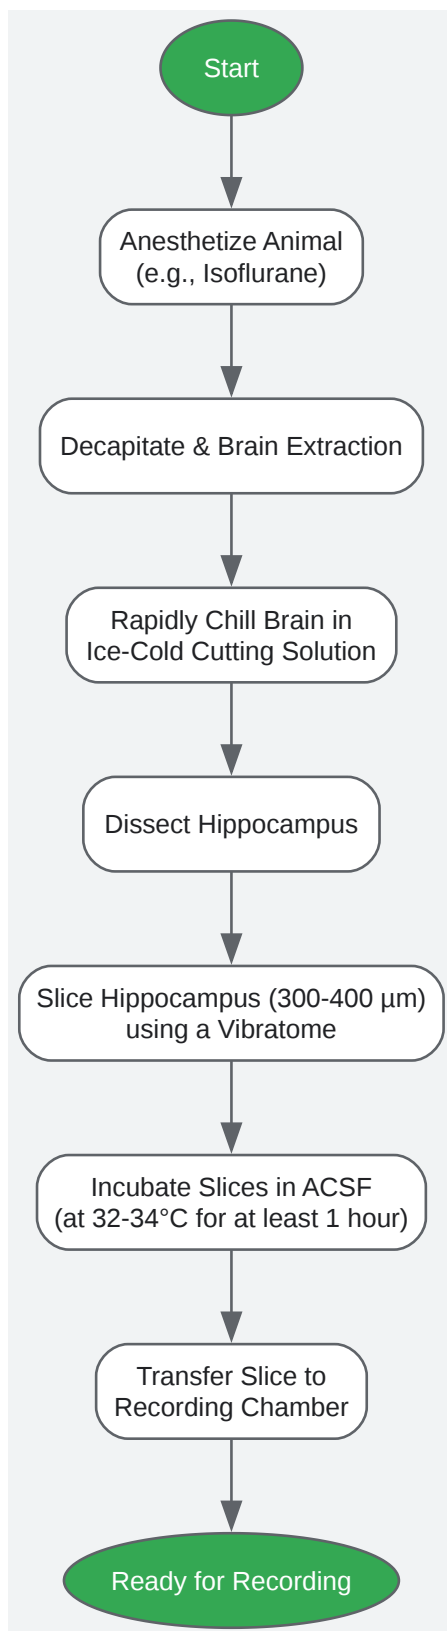 Start
Anesthetize Animal
(e.g., Isoflurane)
Decapitate & Brain Extraction
Rapidly Chill Brain in
Ice-Cold Cutting Solution
Dissect Hippocampus
Slice Hippocampus (300-400 µm)
using a Vibratome
Incubate Slices in ACSF
(at 32-34°C for at least 1 hour)
Transfer Slice to
Recording Chamber
Ready for Recording